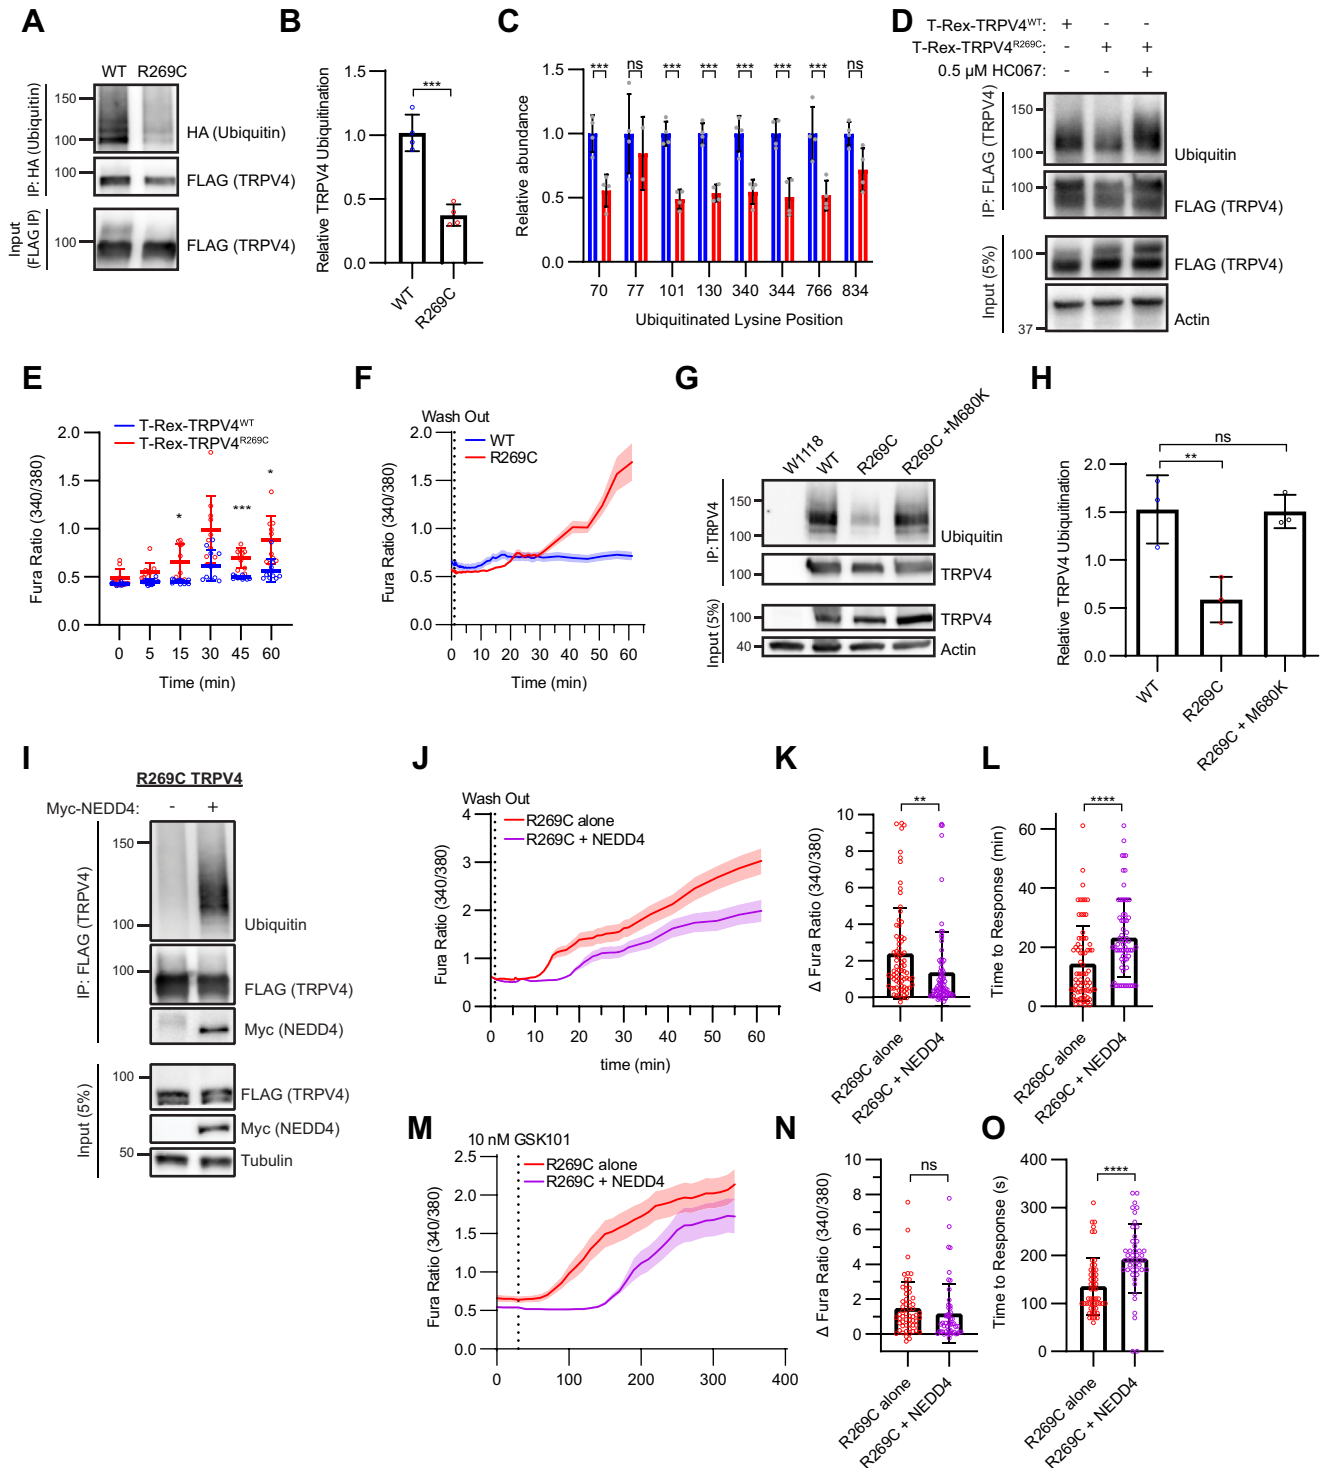 A
WT R269C
IP: HA (Ubiquitin)
150
100
HA (Ubiquitin)
100
FLAG (TRPV4)
Input
(FLAG IP)
100
FLAG (TRPV4)
B
Relative TRPV4 Ubiquitination
1.5
1.0
0.5
0.0
***
WT
R269C
C
Relative abundance
1.5
1.0
0.5
0.0
*** ns *** *** *** *** *** ns
70 77 101 130 340 344 766 834
Ubiquitinated Lysine Position
D
T-Rex-TRPV4WT: + - -
T-Rex-TRPV4R269C: - + +
0.5 µM HC067: - - +
IP: FLAG (TRPV4)
150
100
Ubiquitin
100
FLAG (TRPV4)
Input (5%)
100
FLAG (TRPV4)
37
Actin
E
T-Rex-TRPV4WT
T-Rex-TRPV4R269C
Fura Ratio (340/380)
2.0
1.5
1.0
0.5
0.0
* *** *
0 5 15 30 45 60
Time (min)
F
Wash Out
WT
R269C
Fura Ratio (340/380)
2.0
1.5
1.0
0.5
0.0
0 10 20 30 40 50 60
Time (min)
G
W1118 WT R269C R269C +M680K
IP: TRPV4
150
100
Ubiquitin
100
TRPV4
Input (5%)
100
TRPV4
40
Actin
H
Relative TRPV4 Ubiquitination
2.0
1.5
1.0
0.5
0.0
ns
**
WT
R269C
R269C + M680K
I
R269C TRPV4
Myc-NEDD4: - +
IP: FLAG (TRPV4)
150
100
Ubiquitin
100
FLAG (TRPV4)
Myc (NEDD4)
Input (5%)
100
FLAG (TRPV4)
Myc (NEDD4)
50
Tubulin
J
Wash Out
R269C alone
R269C + NEDD4
Fura Ratio (340/380)
4
3
2
1
0
0 10 20 30 40 50 60
time (min)
K
Δ Fura Ratio (340/380)
10
8
6
4
2
0
**
R269C alone
R269C + NEDD4
L
Time to Response (min)
60
40
20
0
****
R269C alone
R269C + NEDD4
M
10 nM GSK101
R269C alone
R269C + NEDD4
Fura Ratio (340/380)
2.5
2.0
1.5
1.0
0.5
0.0
0 100 200 300 400
N
Δ Fura Ratio (340/380)
10
8
6
4
2
0
ns
R269C alone
R269C + NEDD4
O
Time to Response (s)
400
300
200
100
0
****
R269C alone
R269C + NEDD4